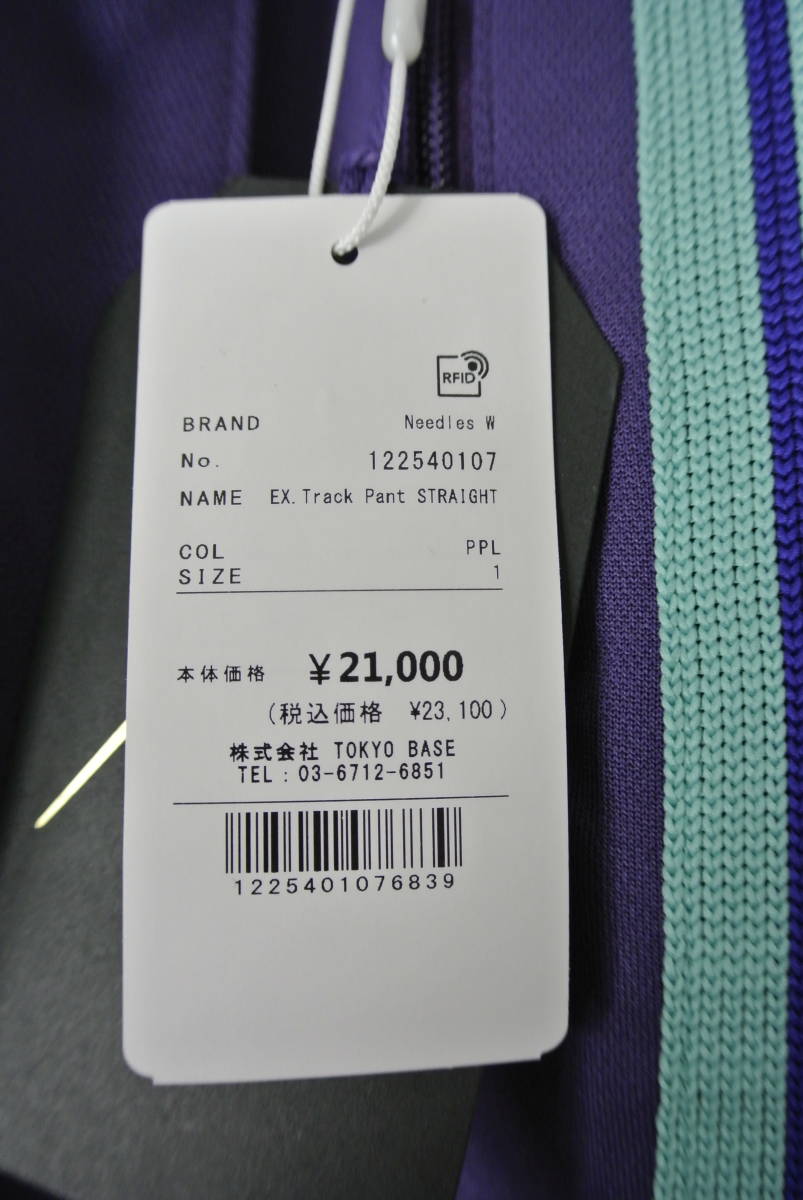 RFID
BRAND Needles W
No. 122540107
NAME EX.Track Pant STRAIGHT
COL PPL
SIZE 1
本体価格 ¥21,000
(税込価格 ¥23,100)
株式会社 TOKYO BASE
TEL : 03-6712-6851
1225401076839